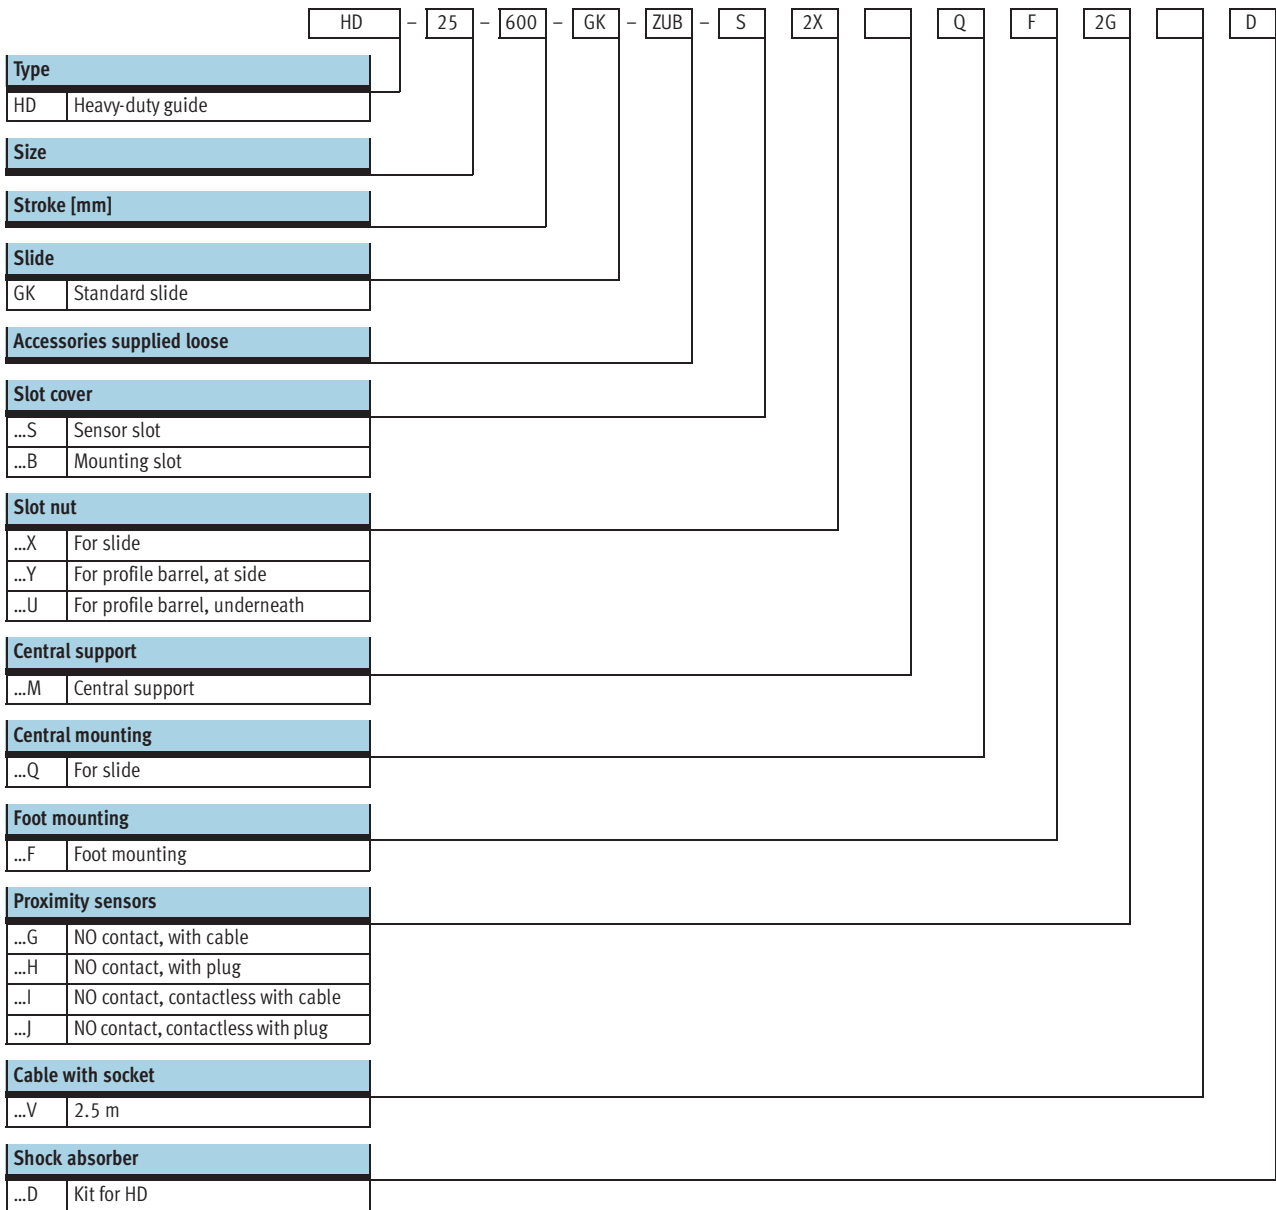 HD – 25 – 600 – GK – ZUB – S 2X Q F 2G D
Type
HD Heavy-duty guide
Size
Stroke [mm]
Slide
GK Standard slide
Accessories supplied loose
Slot cover
...S Sensor slot
...B Mounting slot
Slot nut
...X For slide
...Y For profile barrel, at side
...U For profile barrel, underneath
Central support
...M Central support
Central mounting
...Q For slide
Foot mounting
...F Foot mounting
Proximity sensors
...G NO contact, with cable
...H NO contact, with plug
...I NO contact, contactless with cable
...J NO contact, contactless with plug
Cable with socket
...V 2.5 m
Shock absorber
...D Kit for HD